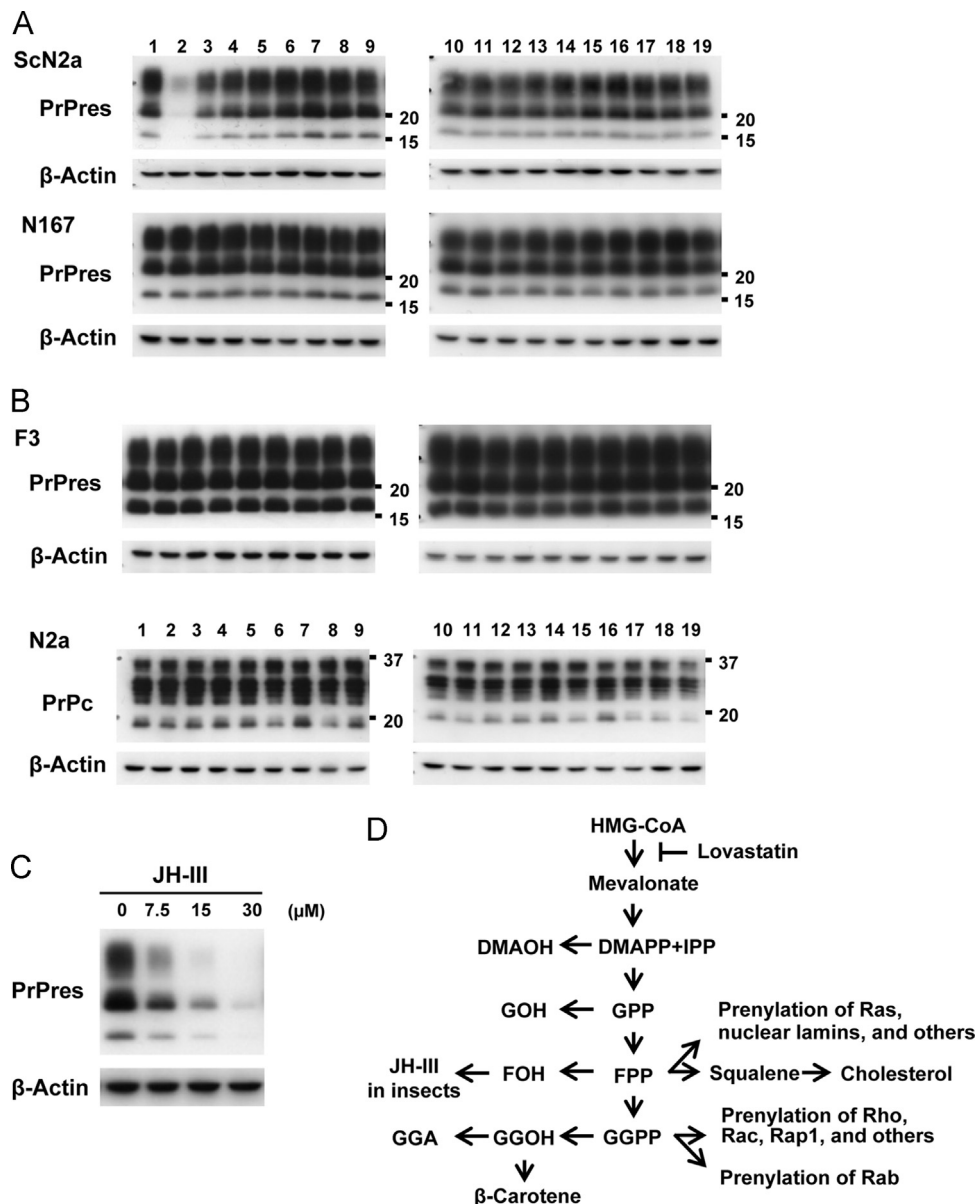 A
ScN2a
1 2 3 4 5 6 7 8 9
10 11 12 13 14 15 16 17 18 19
PrPres
20
15
20
15
β-Actin
N167
PrPres
20
15
20
15
β-Actin
B
F3
PrPres
20
15
20
15
β-Actin
N2a
1 2 3 4 5 6 7 8 9
10 11 12 13 14 15 16 17 18 19
37
37
PrPc
20
20
β-Actin
C
JH-III
0 7.5 15 30 (µM)
PrPres
β-Actin
D
HMG-CoA
Lovastatin
Mevalonate
DMAOH DMAPP+IPP
GOH GPP
Prenylation of Ras,
nuclear lamins, and others
JH-III
in insects
FOH FPP Squalene Cholesterol
GGA GGOH GGPP
Prenylation of Rho,
Rac, Rap1, and others
Prenylation of Rab
β-Carotene